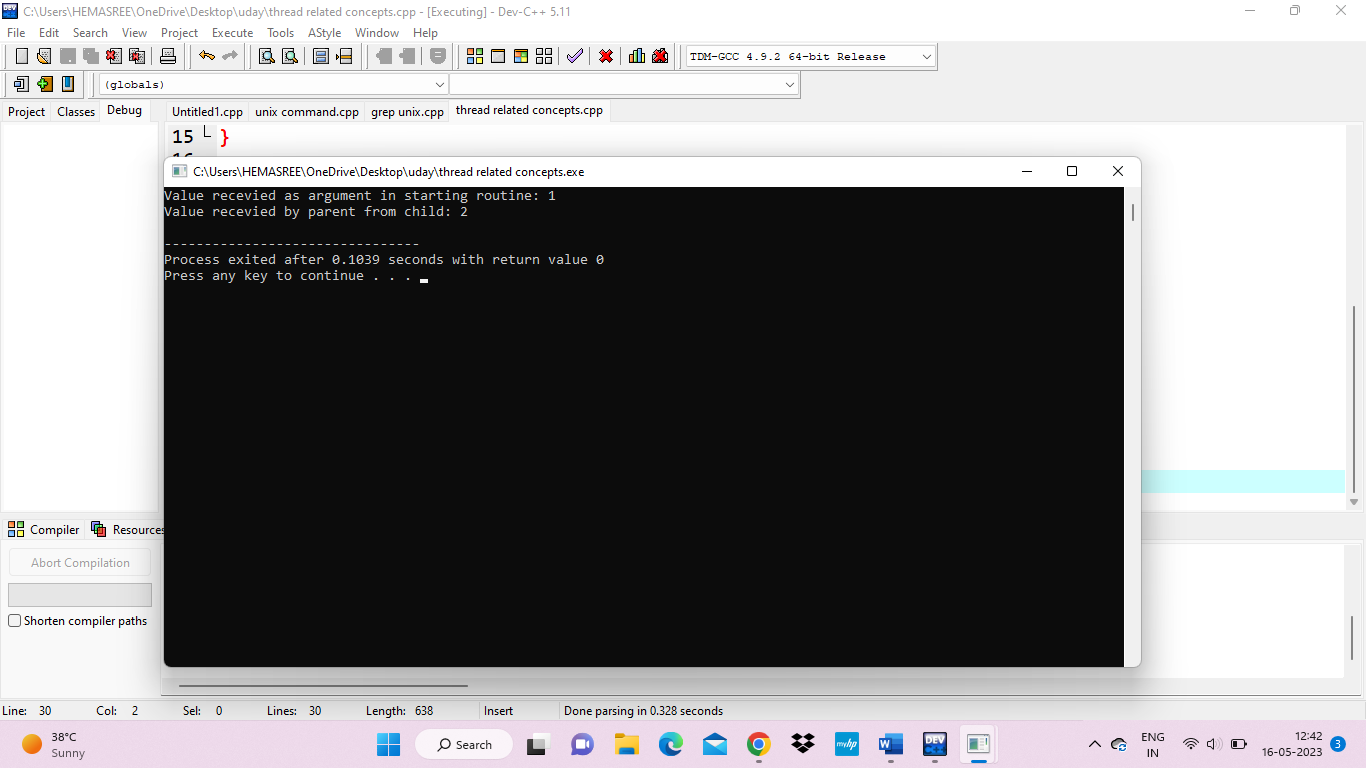 C:\Users\HEMASREE\OneDrive\Desktop\uday\thread related concepts.cpp - [Executing] - Dev-C++ 5.11
File Edit Search View Project Execute Tools AStyle Window Help
TDM-GCC 4.9.2 64-bit Release
(globals)
Project Classes Debug Untitled1.cpp unix command.cpp grep unix.cpp thread related concepts.cpp
15 }
C:\Users\HEMASREE\OneDrive\Desktop\uday\thread related concepts.exe
Value recevied as argument in starting routine: 1
Value recevied by parent from child: 2
--------------------------------
Process exited after 0.1039 seconds with return value 0
Press any key to continue . . .
Compiler Resources
Abort Compilation
Shorten compiler paths
Line: 30 Col: 2 Sel: 0 Lines: 30 Length: 638 Insert Done parsing in 0.328 seconds
38°C
Sunny
Search
myhp
W
DEV
ENG
IN
12:42
16-05-2023
3